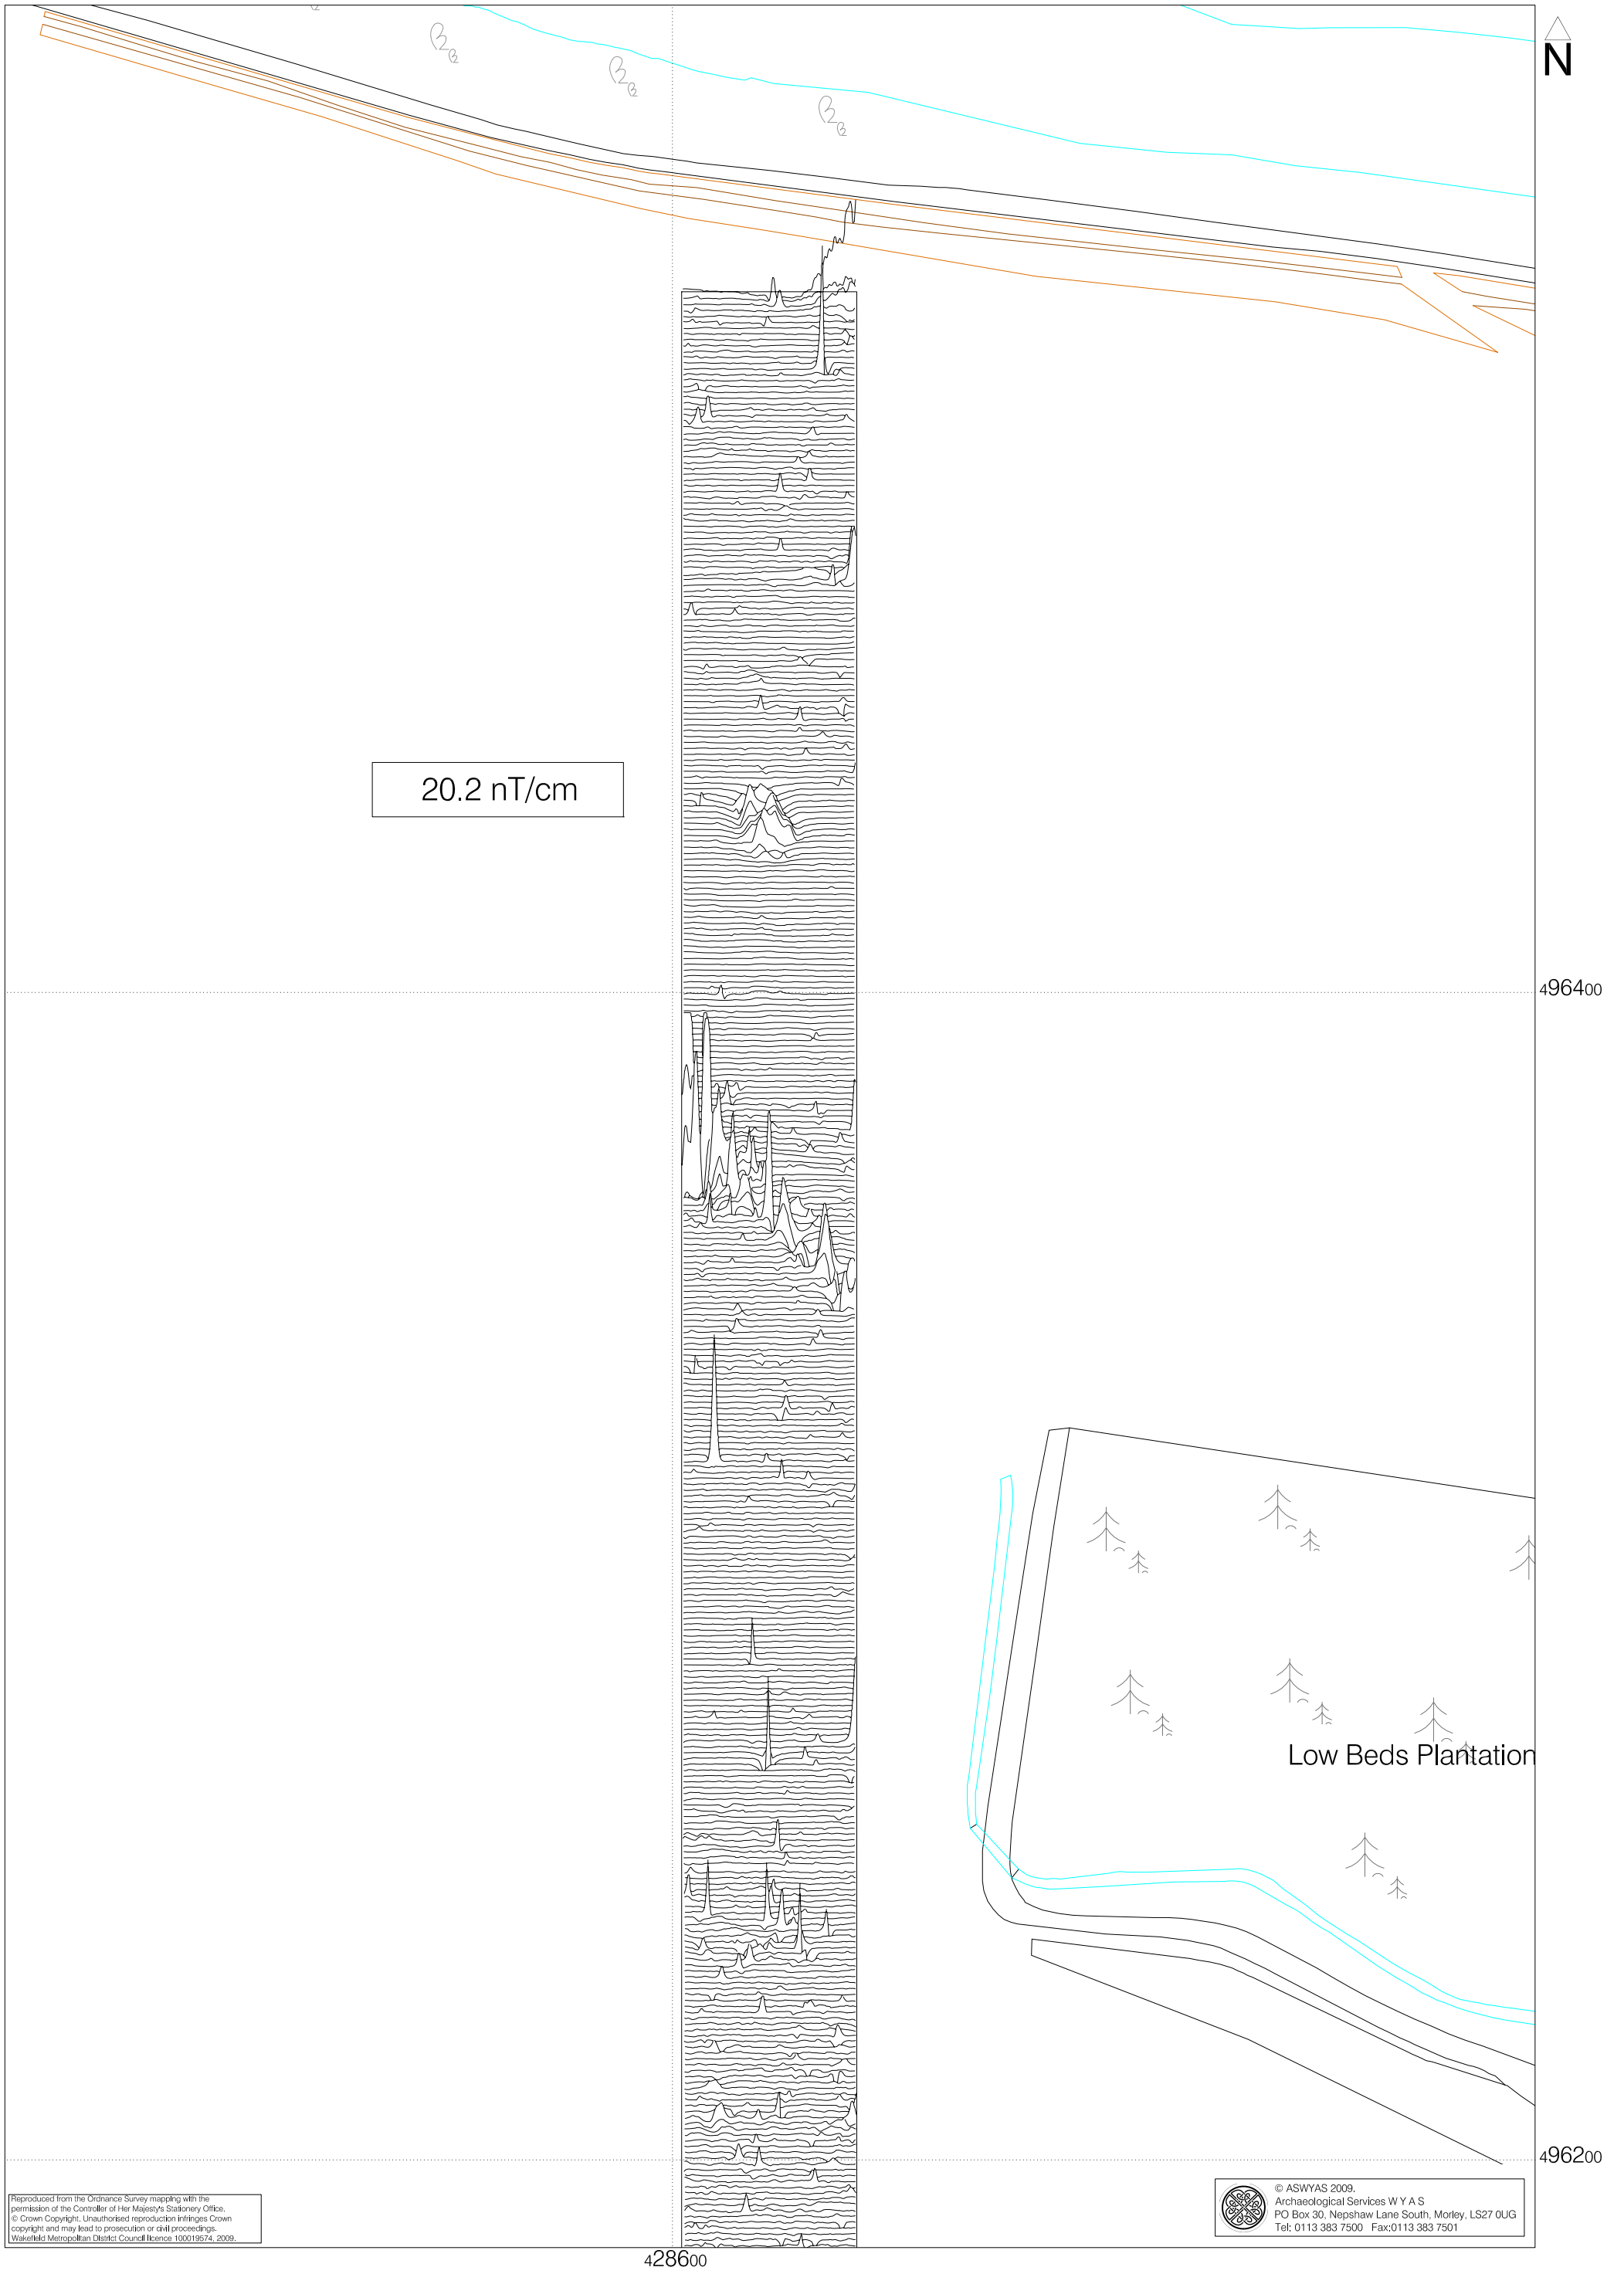 N
20.2 nT/cm
496400
Low Beds Plantation
496200
Reproduced from the Ordnance Survey mapping with the
permission of the Controller of Her Majesty's Stationery Office.
© Crown Copyright. Unauthorised reproduction infringes Crown
copyright and may lead to prosecution or civil proceedings.
Wakefield Metropolitan District Council licence 100019574, 2009.
© ASWYAS 2009.
Archaeological Services W Y A S
PO Box 30, Nepshaw Lane South, Morley, LS27 0UG
Tel: 0113 383 7500 Fax:0113 383 7501
428600